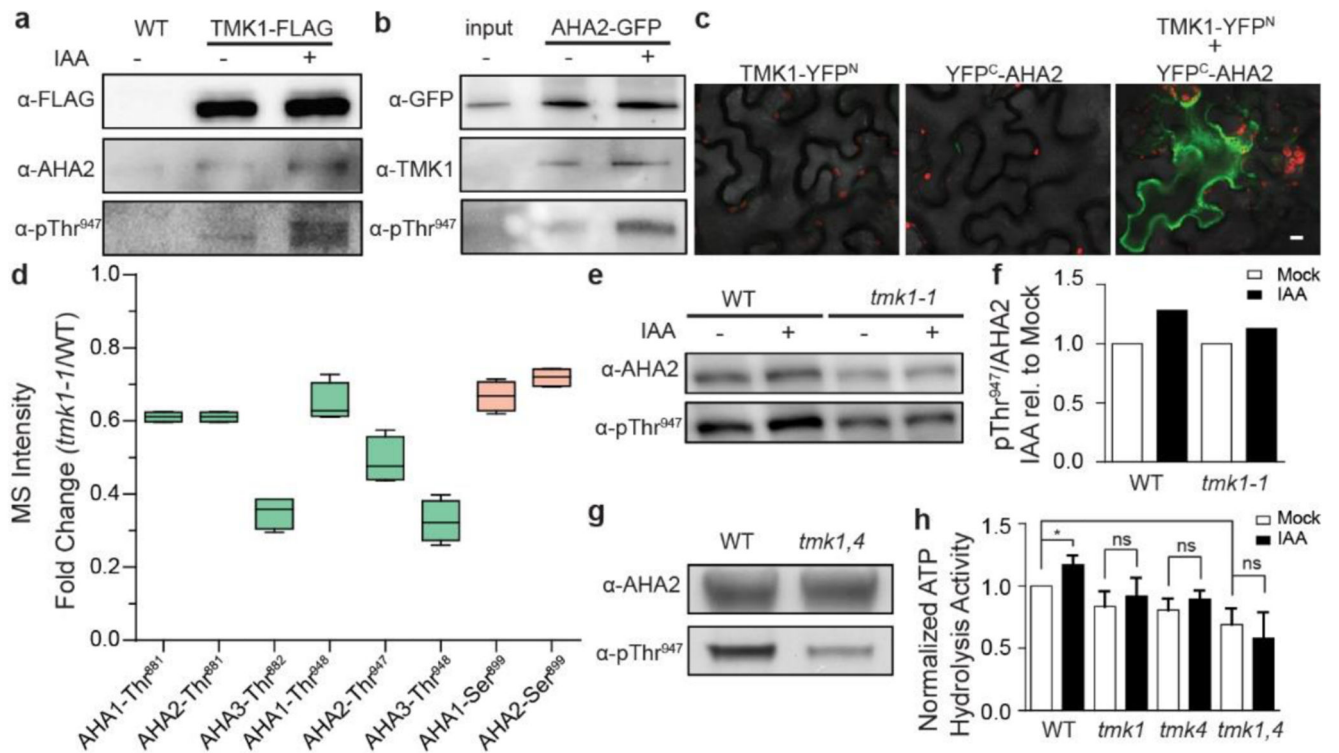 a
WT TMK1-FLAG
IAA - - +
α-FLAG
α-AHA2
α-pThr⁹⁴⁷
b
input AHA2-GFP
- - +
α-GFP
α-TMK1
α-pThr⁹⁴⁷
c
TMK1-YFPᴺ
YFPᶜ-AHA2
TMK1-YFPᴺ
+
YFPᶜ-AHA2
d
MS Intensity
Fold Change (tmk1-1/WT)
1.0
0.8
0.6
0.4
0.2
0.0
AHA1-Thr⁸⁸¹
AHA2-Thr⁸⁸¹
AHA3-Thr⁸⁸²
AHA1-Thr⁹⁴⁸
AHA2-Thr⁹⁴⁷
AHA3-Thr⁹⁴⁸
AHA1-Ser⁸⁹⁹
AHA2-Ser⁸⁹⁹
e
WT tmk1-1
IAA - + - +
α-AHA2
α-pThr⁹⁴⁷
f
Mock
IAA
pThr⁹⁴⁷/AHA2
IAA rel. to Mock
1.5
1.0
0.5
0.0
WT tmk1-1
g
WT tmk1,4
α-AHA2
α-pThr⁹⁴⁷
h
Mock
IAA
Normalized ATP
Hydrolysis Activity
1.5
1.0
0.5
0.0
* ns ns ns
WT tmk1 tmk4 tmk1,4